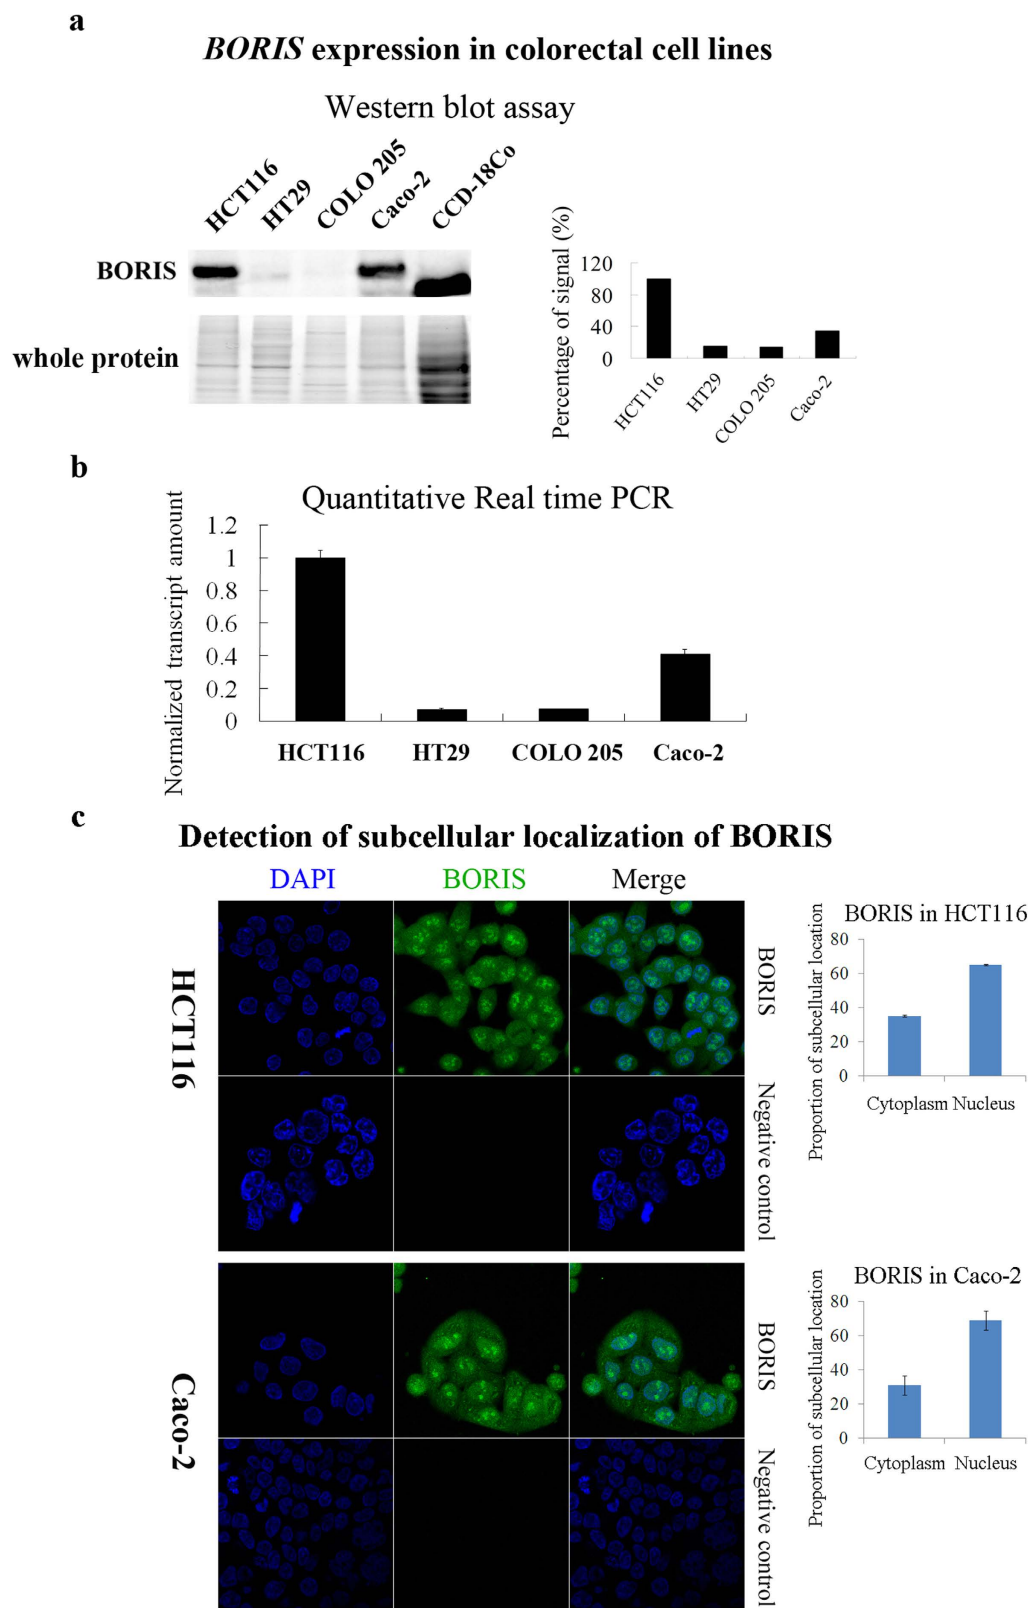 a
BORIS expression in colorectal cell lines
Western blot assay
HCT116
HT29
COLO 205
Caco-2
CCD-18Co
BORIS
whole protein
Percentage of signal (%)
120
80
40
0
HCT116
HT29
COLO 205
Caco-2
b
Quantitative Real time PCR
Normalized transcript amount
1.2
1
0.8
0.6
0.4
0.2
0
HCT116 HT29 COLO 205 Caco-2
c
Detection of subcellular localization of BORIS
DAPI BORIS Merge
HCT116
BORIS
Negative control
BORIS in HCT116
Proportion of subcellular location
80
60
40
20
0
Cytoplasm Nucleus
Caco-2
BORIS
Negative control
BORIS in Caco-2
Proportion of subcellular location
80
60
40
20
0
Cytoplasm Nucleus